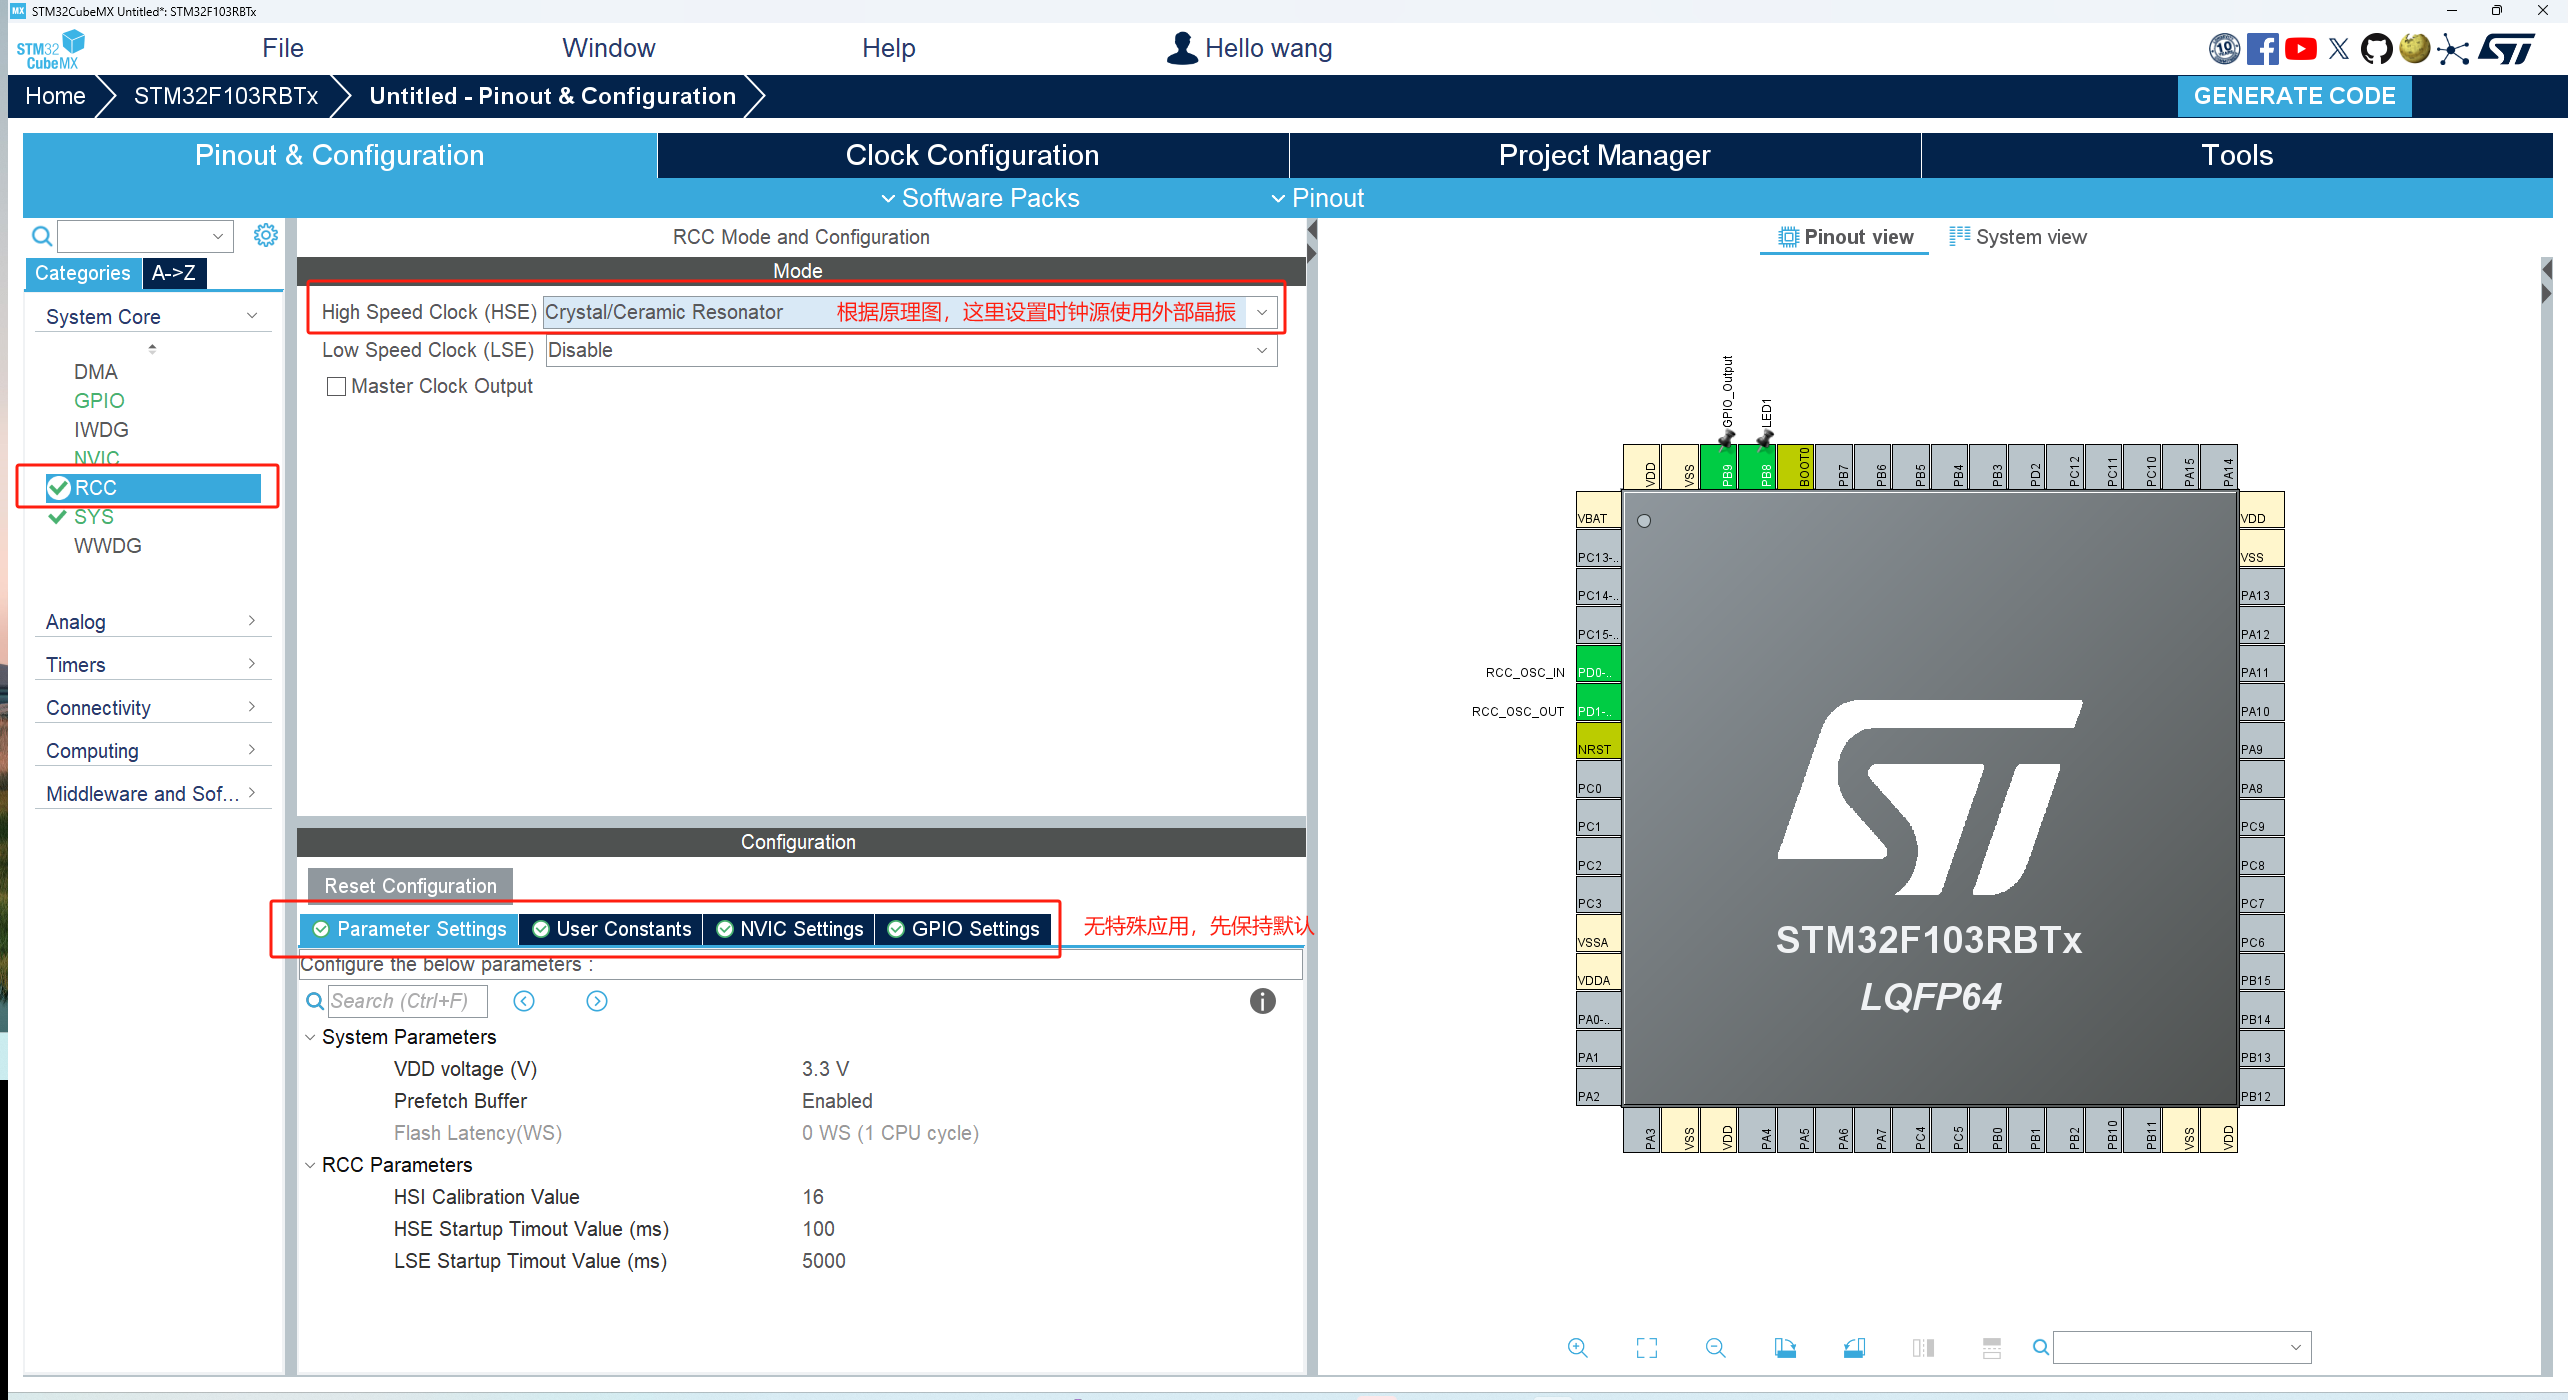 MX STM32CubeMX Untitled*: STM32F103RBTx
STM32 CubeMX
File Window Help Hello wang
10
ST
Home STM32F103RBTx Untitled - Pinout & Configuration GENERATE CODE
Pinout & Configuration Clock Configuration Project Manager Tools
Software Packs Pinout
Categories A->Z
System Core
DMA
GPIO
IWDG
NVIC
RCC
SYS
WWDG
Analog
Timers
Connectivity
Computing
Middleware and Sof...
RCC Mode and Configuration
Mode
High Speed Clock (HSE) Crystal/Ceramic Resonator 根据原理图，这里设置时钟源使用外部晶振
Low Speed Clock (LSE) Disable
Master Clock Output
Configuration
Reset Configuration
Parameter Settings User Constants NVIC Settings GPIO Settings 无特殊应用，先保持默认
Configure the below parameters :
Search (Ctrl+F)
System Parameters
VDD voltage (V) 3.3 V
Prefetch Buffer Enabled
Flash Latency(WS) 0 WS (1 CPU cycle)
RCC Parameters
HSI Calibration Value 16
HSE Startup Timout Value (ms) 100
LSE Startup Timout Value (ms) 5000
Pinout view System view
GPIO_Output LED1
VDD VSS PB9 PB8 BOOT0 PB7 PB6 PB5 PB4 PB3 PD2 PC12 PC11 PC10 PA15 PA14
VBAT
PC13-..
PC14-..
PC15-..
RCC_OSC_IN PD0-..
RCC_OSC_OUT PD1-..
NRST
PC0
PC1
PC2
PC3
VSSA
VDDA
PA0-..
PA1
PA2
ST
STM32F103RBTx
LQFP64
VDD
VSS
PA13
PA12
PA11
PA10
PA9
PA8
PC9
PC8
PC7
PC6
PB15
PB14
PB13
PB12
PA3 VSS VDD PA4 PA5 PA6 PA7 PC4 PC5 PB0 PB1 PB2 PB10 PB11 VSS VDD